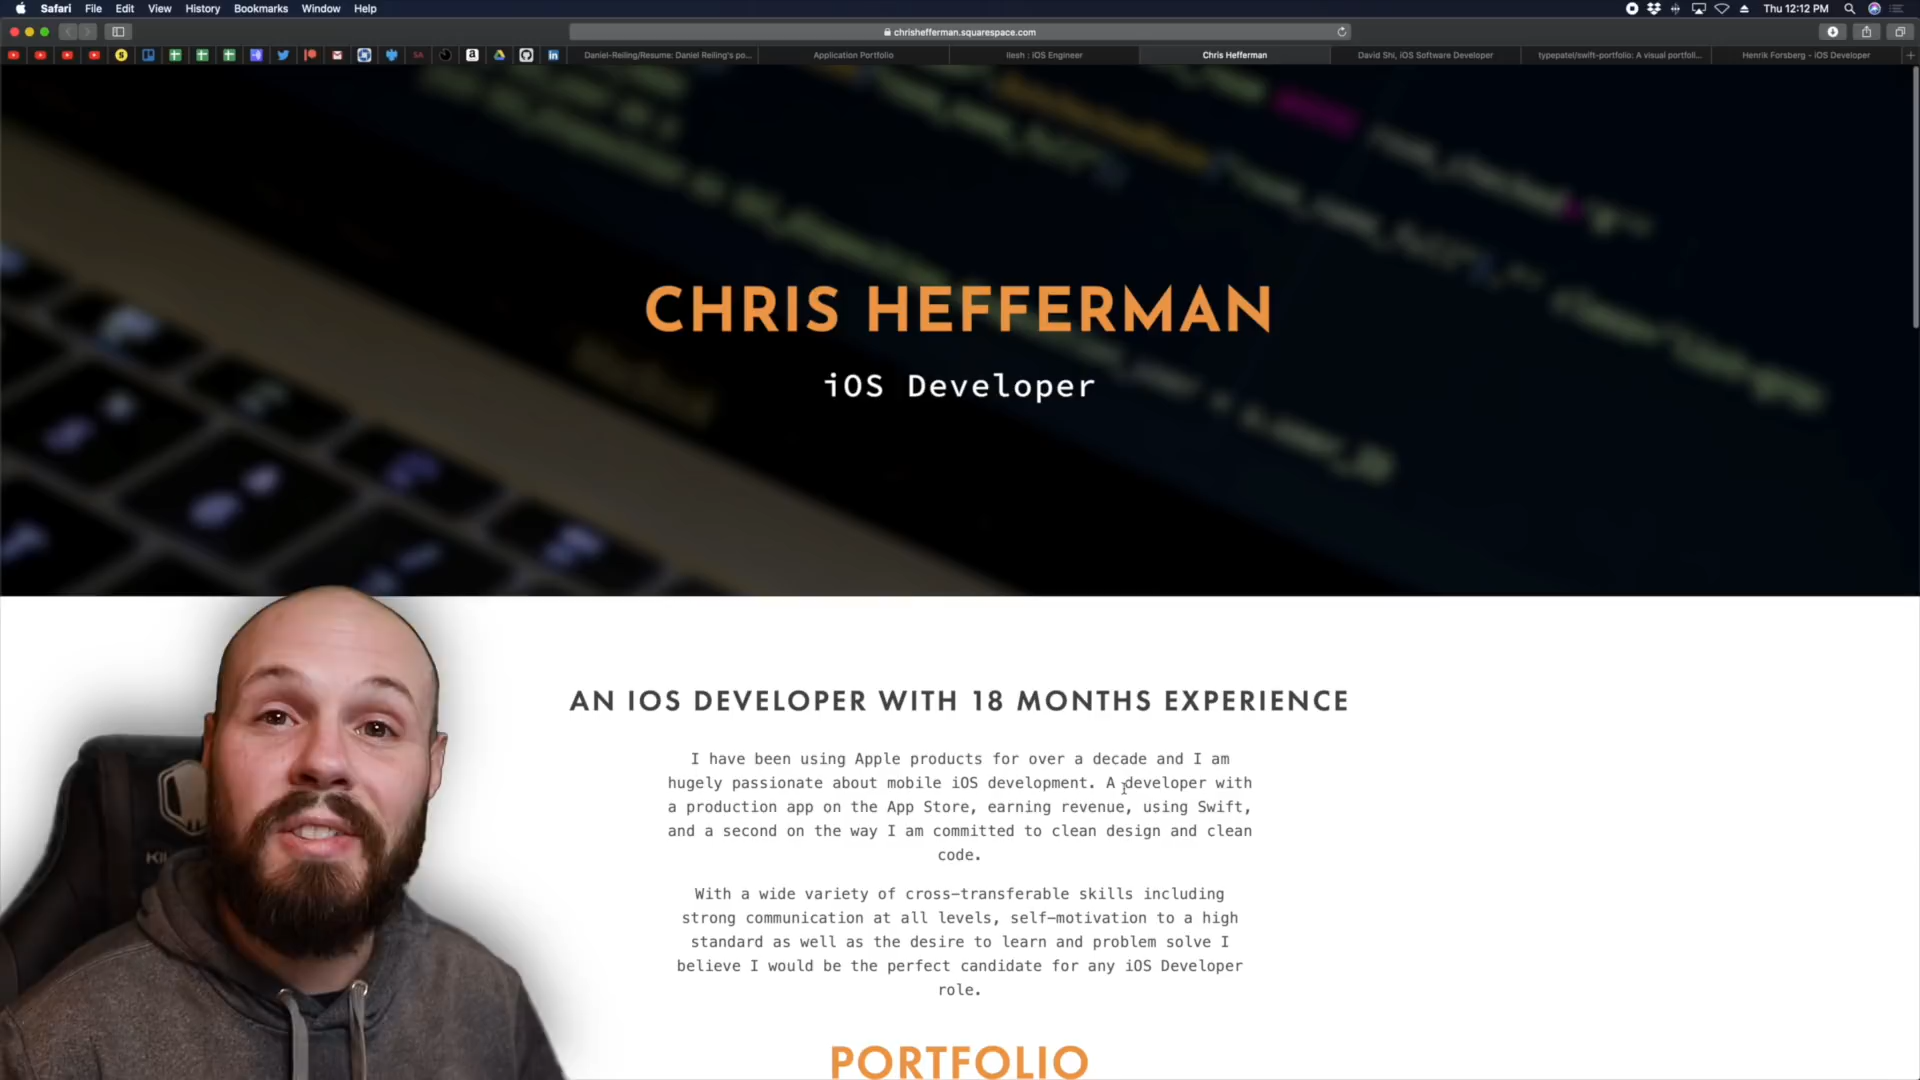 Safari File Edit View History Bookmarks Window Help Thu 12:12 PM
chrishefferman.squarespace.com
Daniel-Reiling/Resume: Daniel Reiling's po... Application Portfolio Ilesh : iOS Engineer Chris Hefferman David Shi, iOS Software Developer typepatel/swift-portfolio: A visual portfoli... Henrik Forsberg - iOS Developer
CHRIS HEFFERMAN
iOS Developer
AN IOS DEVELOPER WITH 18 MONTHS EXPERIENCE
I have been using Apple products for over a decade and I am
hugely passionate about mobile iOS development. A developer with
a production app on the App Store, earning revenue, using Swift,
and a second on the way I am committed to clean design and clean
code.
With a wide variety of cross-transferable skills including
strong communication at all levels, self-motivation to a high
standard as well as the desire to learn and problem solve I
believe I would be the perfect candidate for any iOS Developer
role.
PORTFOLIO